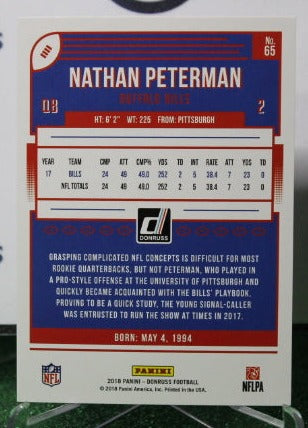 No.
65
NATHAN PETERMAN
BUFFALO BILLS
QB
2
HT: 6' 2" WT: 225 FROM: PITTSBURGH
YEAR TEAM CMP ATT CMP% YDS TD INT RATE ATT YDS TD
17 BILLS 24 49 49.0 252 2 5 38.4 7 23 0
NFL TOTALS 24 49 49.0 252 2 5 38.4 7 23 0
DONRUSS
GRASPING COMPLICATED NFL CONCEPTS IS DIFFICULT FOR MOST
ROOKIE QUARTERBACKS, BUT NOT PETERMAN, WHO PLAYED IN
A PRO-STYLE OFFENSE AT THE UNIVERSITY OF PITTSBURGH AND
QUICKLY BECAME ACQUAINTED WITH THE BILLS' PLAYBOOK.
PROVING TO BE A QUICK STUDY, THE YOUNG SIGNAL-CALLER
WAS ENTRUSTED TO RUN THE SHOW AT TIMES IN 2017.
BORN: MAY 4, 1994
NFL
PANINI
NFLPA
2018 PANINI - DONRUSS FOOTBALL
© 2018 Panini America, Inc. Printed in the USA.